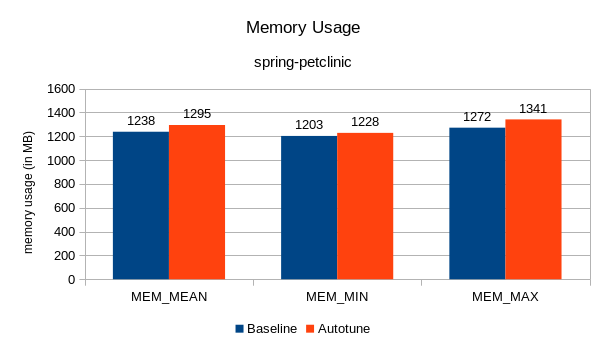 Memory Usage
spring-petclinic
memory usage (in MB)
1600
1400
1200
1000
800
600
400
200
0
1238
1295
1203
1228
1272
1341
MEM_MEAN
MEM_MIN
MEM_MAX
Baseline
Autotune